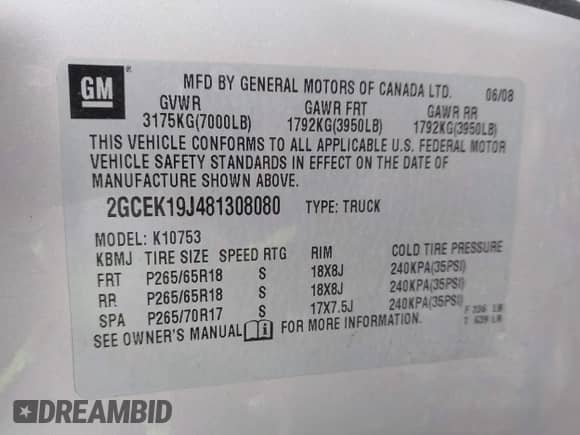 GM ®
MFD BY GENERAL MOTORS OF CANADA LTD. 06/08
GVWR GAWR FRT GAWR RR
3175KG(7000LB) 1792KG(3950LB) 1792KG(3950LB)
THIS VEHICLE CONFORMS TO ALL APPLICABLE U.S. FEDERAL MOTOR
VEHICLE SAFETY STANDARDS IN EFFECT ON THE DATE OF
MANUFACTURE SHOWN ABOVE.
2GCEK19J481308080 TYPE: TRUCK
MODEL: K10753
KBMJ TIRE SIZE SPEED RTG RIM COLD TIRE PRESSURE
FRT P265/65R18 S 18X8J 240KPA(35PSI)
RR P265/65R18 S 18X8J 240KPA(35PSI)
SPA P265/70R17 S 17X7.5J 240KPA(35PSI)
SEE OWNER'S MANUAL FOR MORE INFORMATION.
F 336 LB
T 639 LB
DREAMBID